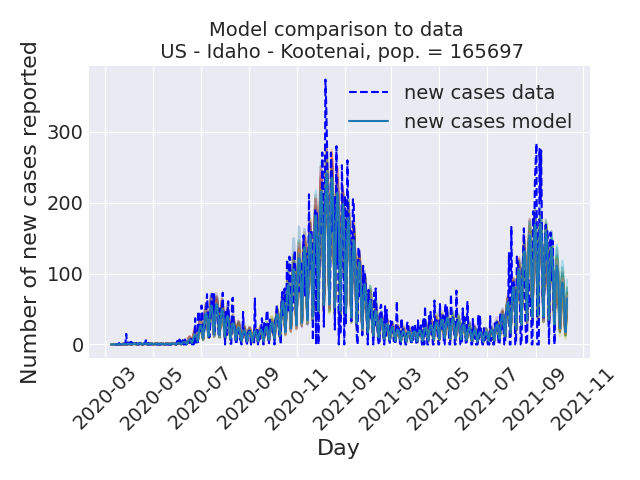 Model comparison to data
US - Idaho - Kootenai, pop. = 165697
Number of new cases reported
300
200
100
0
new cases data
new cases model
2020-03
2020-05
2020-07
2020-09
2020-11
2021-01
2021-03
2021-05
2021-07
2021-09
2021-11
Day